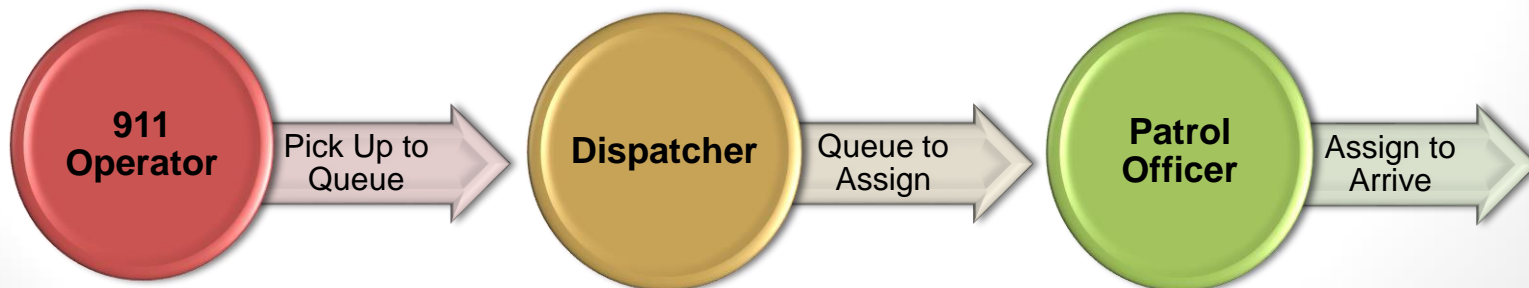 911
Operator
Pick Up to
Queue
Dispatcher
Queue to
Assign
Patrol
Officer
Assign to
Arrive